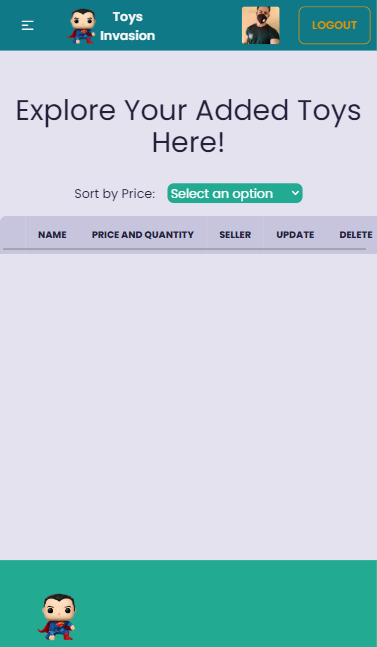 Toys
Invasion
LOGOUT
Explore Your Added Toys
Here!
Sort by Price: Select an option
NAME PRICE AND QUANTITY SELLER UPDATE DELETE